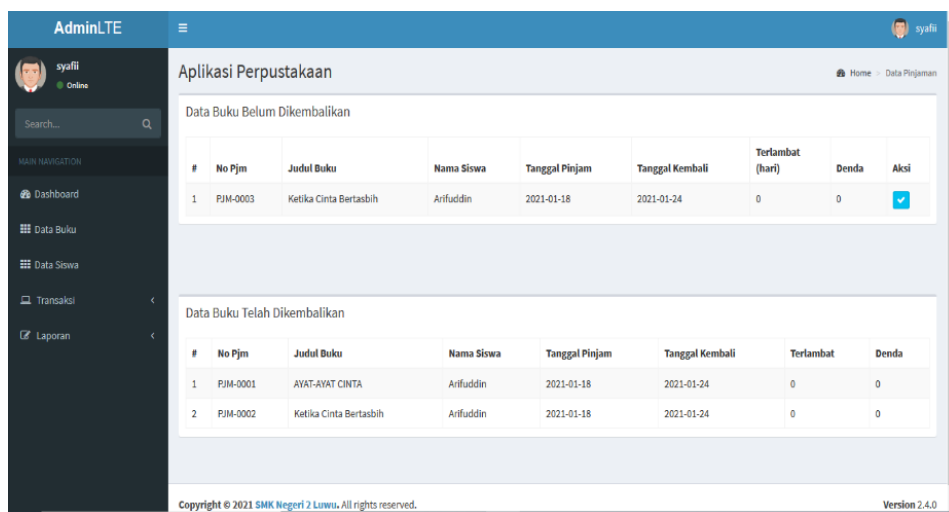 AdminLTE
syafii
syafii
Online
Search...
MAIN NAVIGATION
Dashboard
Data Buku
Data Siswa
Transaksi
Laporan
Aplikasi Perpustakaan
Home > Data Pinjaman
Data Buku Belum Dikembalikan
# No Pjm Judul Buku Nama Siswa Tanggal Pinjam Tanggal Kembali Terlambat (hari) Denda Aksi
1 PJM-0003 Ketika Cinta Bertasbih Arifuddin 2021-01-18 2021-01-24 0 0
Data Buku Telah Dikembalikan
# No Pjm Judul Buku Nama Siswa Tanggal Pinjam Tanggal Kembali Terlambat Denda
1 PJM-0001 AYAT-AYAT CINTA Arifuddin 2021-01-18 2021-01-24 0 0
2 PJM-0002 Ketika Cinta Bertasbih Arifuddin 2021-01-18 2021-01-24 0 0
Copyright © 2021 SMK Negeri 2 Luwu. All rights reserved.
Version 2.4.0